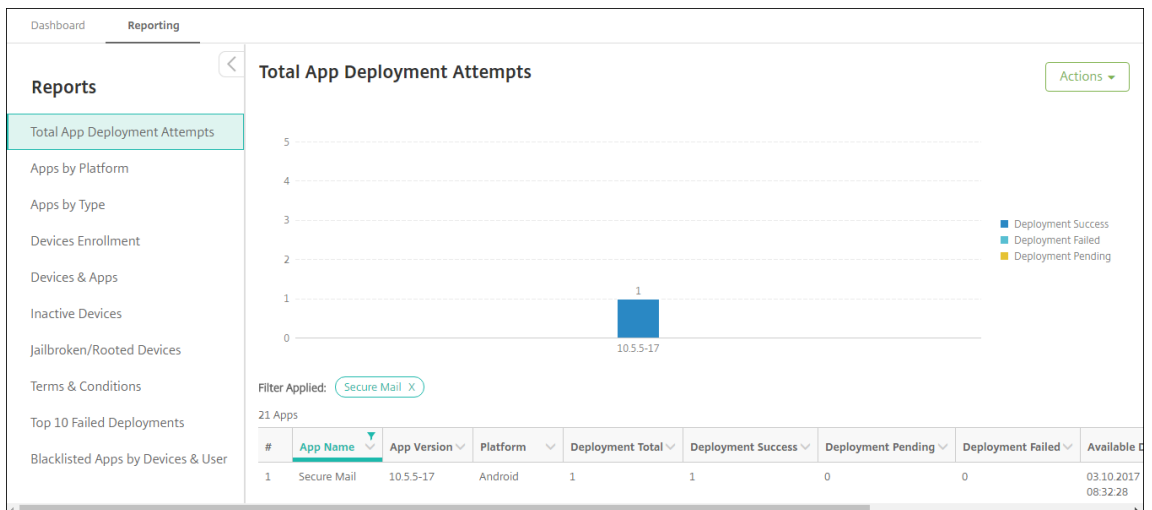 Dashboard Reporting
Reports
Total App Deployment Attempts
Apps by Platform
Apps by Type
Devices Enrollment
Devices & Apps
Inactive Devices
Jailbroken/Rooted Devices
Terms & Conditions
Top 10 Failed Deployments
Blacklisted Apps by Devices & User
Total App Deployment Attempts
Actions
5
4
3
2
1
0
1
10.5.5-17
Deployment Success
Deployment Failed
Deployment Pending
Filter Applied: Secure Mail X
21 Apps
# App Name App Version Platform Deployment Total Deployment Success Deployment Pending Deployment Failed Available D
1 Secure Mail 10.5.5-17 Android 1 1 0 0 03.10.2017
08:32:28